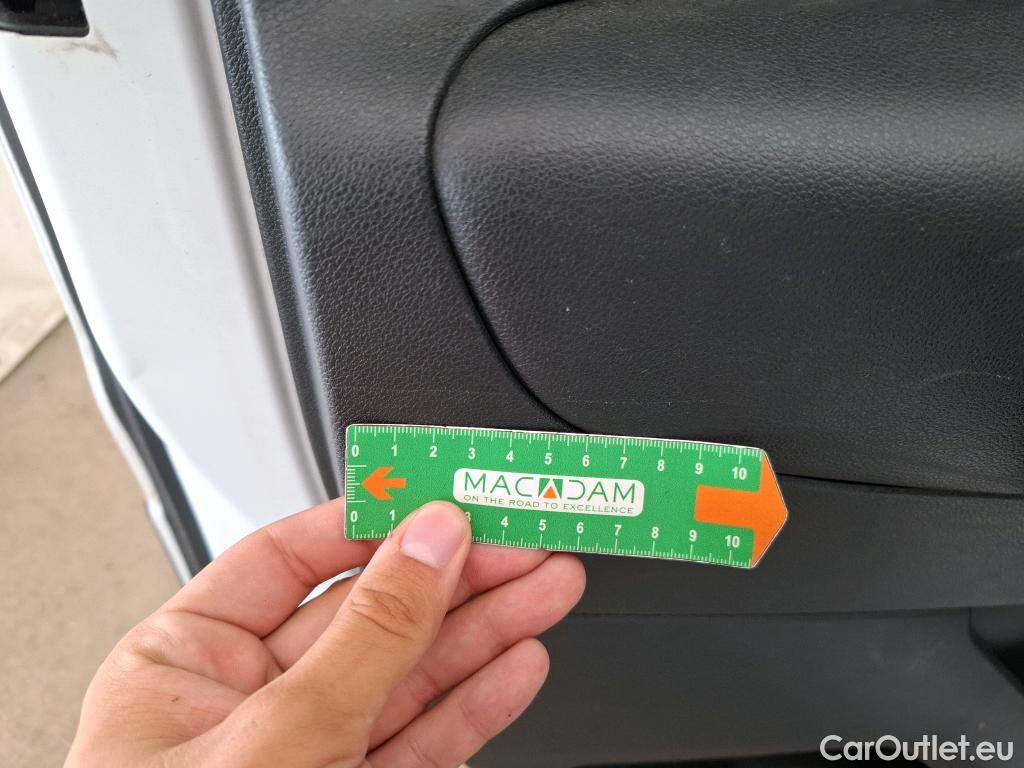 0 1 2 3 4 5 6 7 8 9 10
MACADAM
ON THE ROAD TO EXCELLENCE
0 1 3 4 5 6 7 8 9 10
CarOutlet.eu